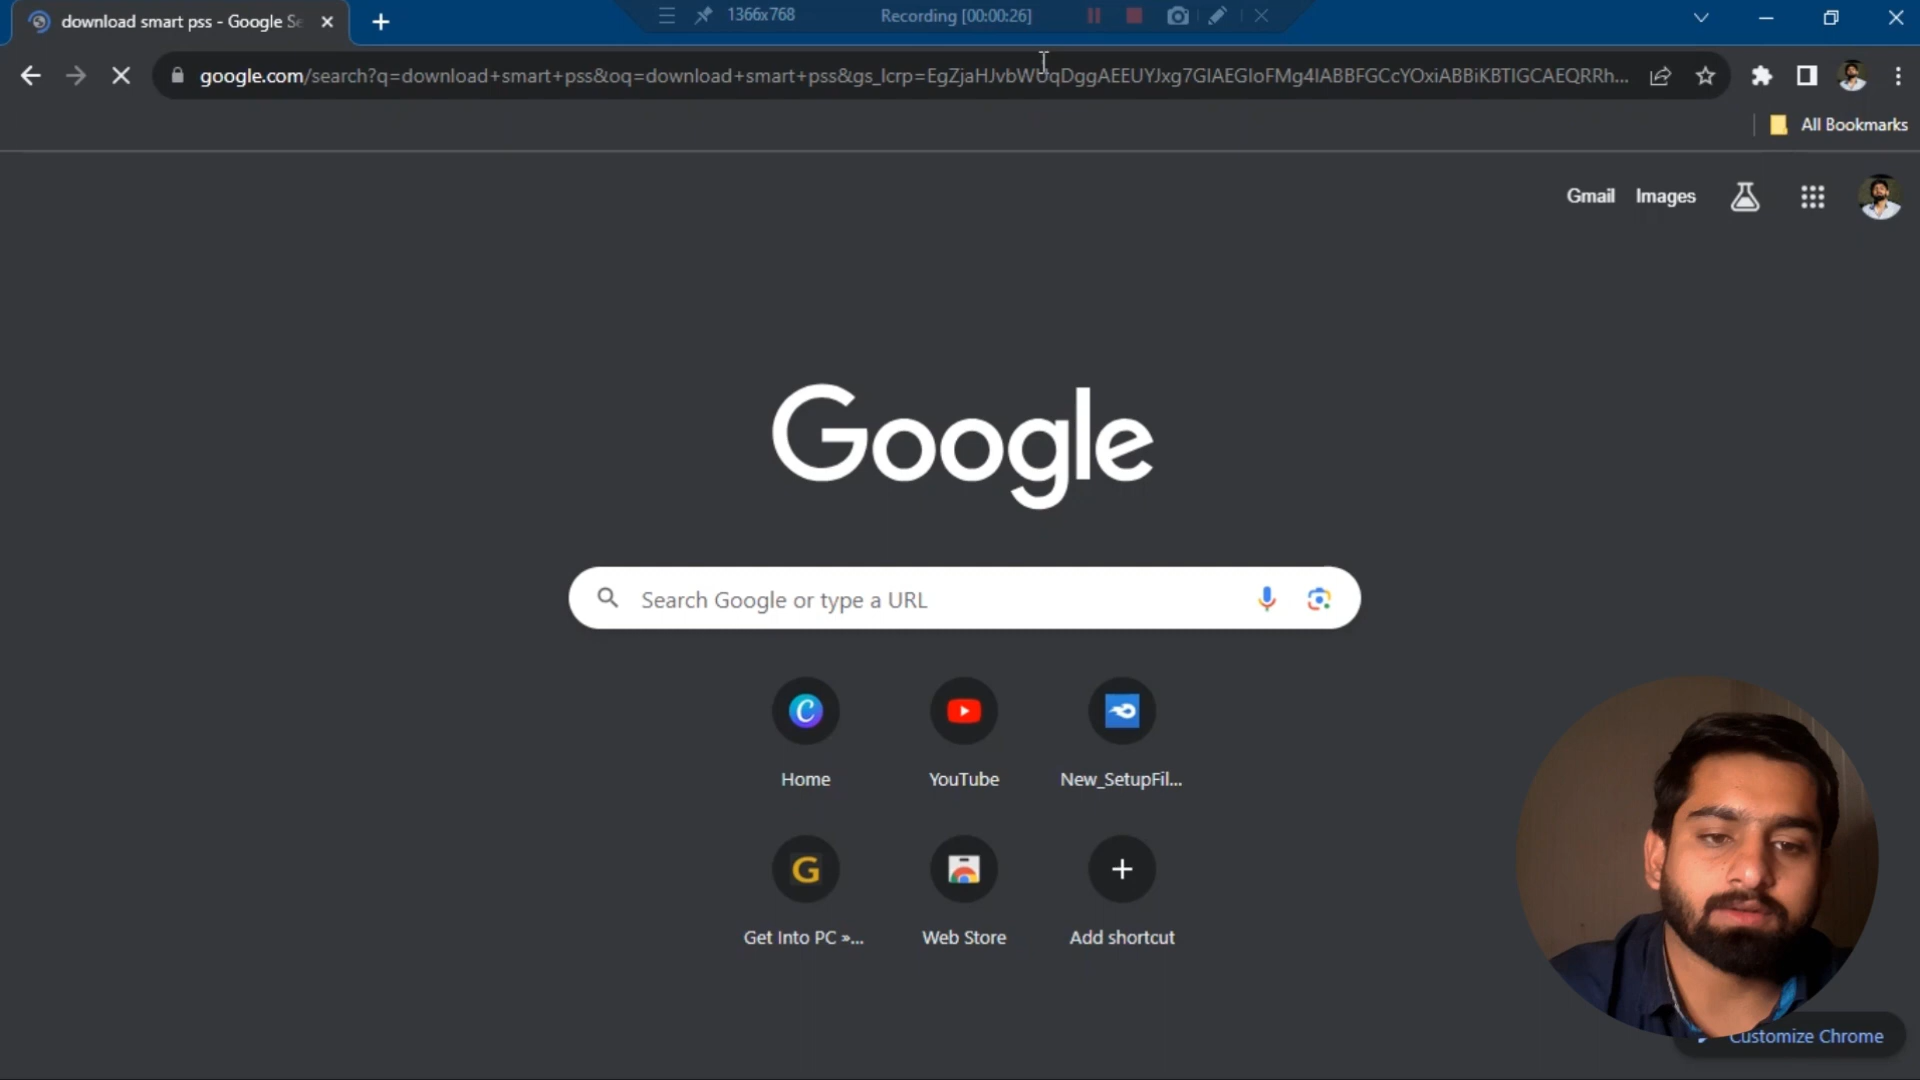 download smart pss - Google Se
1366x768
Recording [00:00:26]
google.com/search?q=download+smart+pss&oq=download+smart+pss&gs_lcrp=EgZjaHJvbWUqDggAEEUYJxg7GIAEGIoFMg4IABBFGCcYOxiABBiKBTIGCAEQRRh...
All Bookmarks
Gmail Images
Google
Search Google or type a URL
Home YouTube New_SetupFil...
G
Get Into PC »... Web Store Add shortcut
Customize Chrome